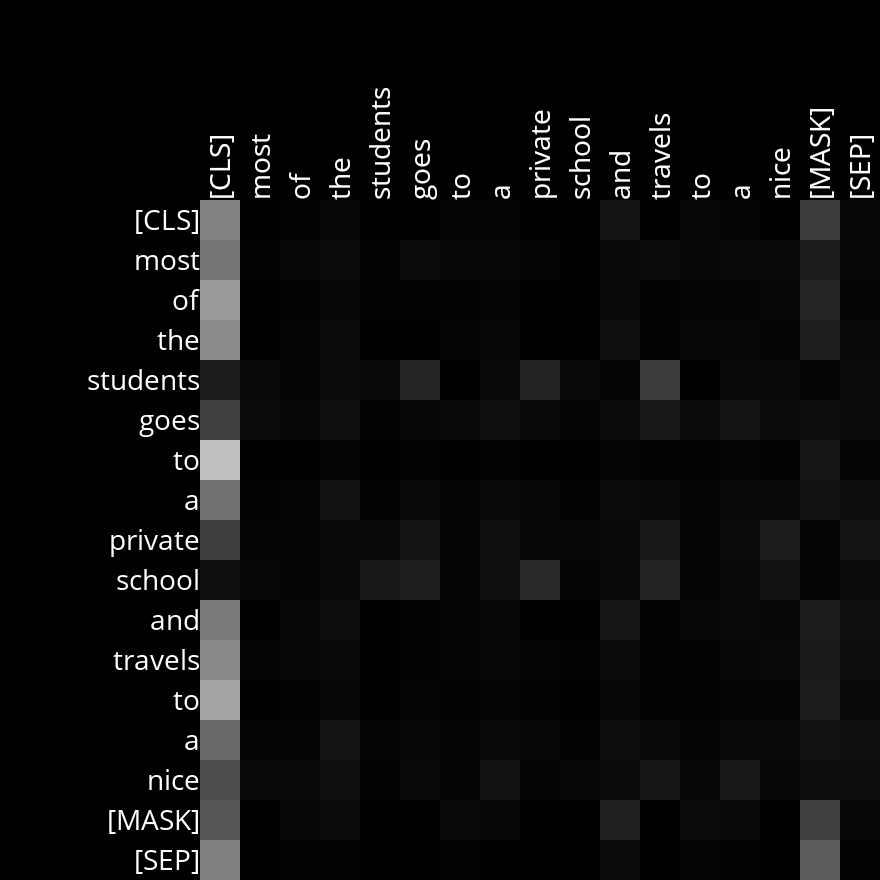 [CLS] most of the students goes to a private school and travels to a nice [MASK] [SEP]
[CLS]
most
of
the
students
goes
to
a
private
school
and
travels
to
a
nice
[MASK]
[SEP]